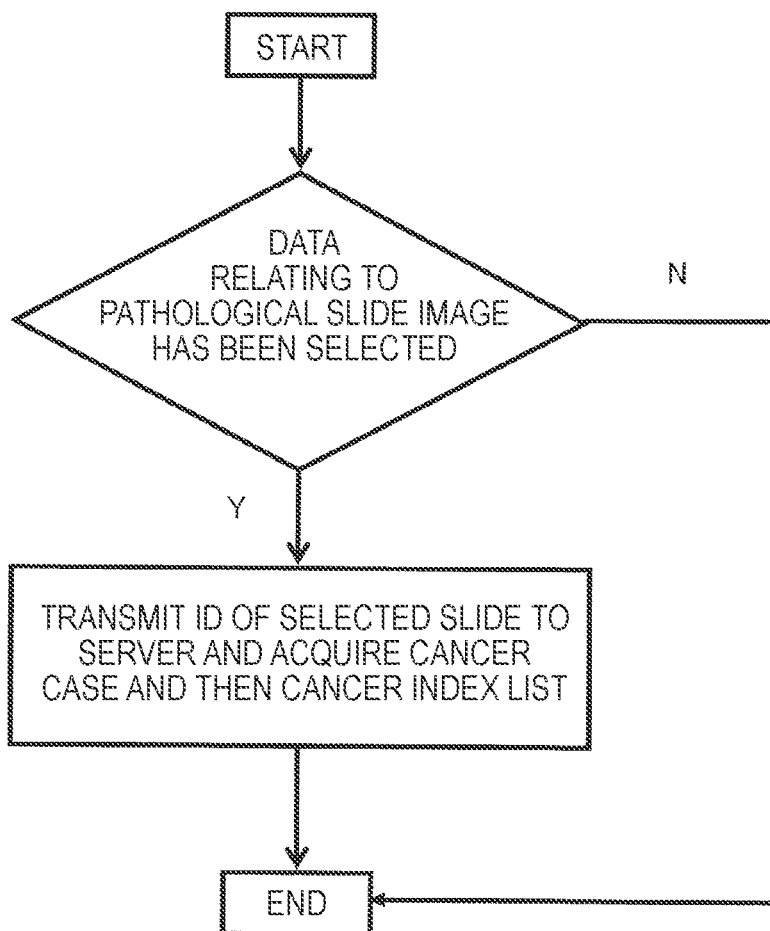 START
DATA
RELATING TO
PATHOLOGICAL SLIDE IMAGE
HAS BEEN SELECTED
N
Y
TRANSMIT ID OF SELECTED SLIDE TO
SERVER AND ACQUIRE CANCER
CASE AND THEN CANCER INDEX LIST
END